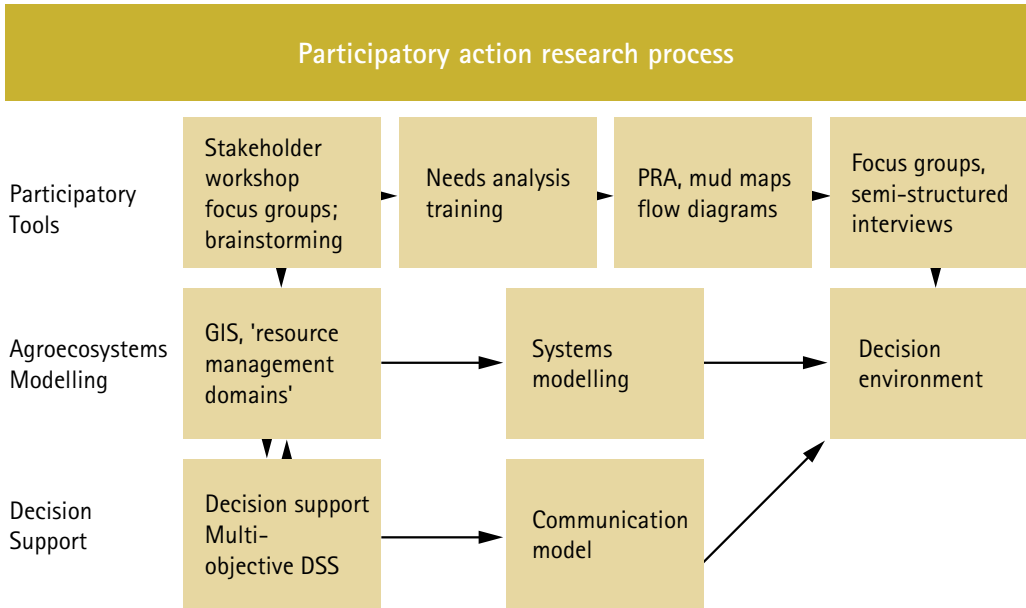 Participatory action research process
Participatory
Tools
Stakeholder
workshop
focus groups;
brainstorming
Needs analysis
training
PRA, mud maps
flow diagrams
Focus groups,
semi-structured
interviews
Agroecosystems
Modelling
GIS, 'resource
management
domains'
Systems
modelling
Decision
environment
Decision
Support
Decision support
Multi-
objective DSS
Communication
model